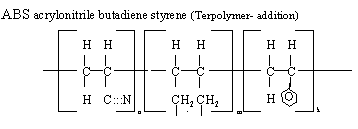 ABS acrylonitrile butadiene styrene (Terpolymer- addition)
H H H H H H
C C C C C C
H C:::N CH2 CH2 H